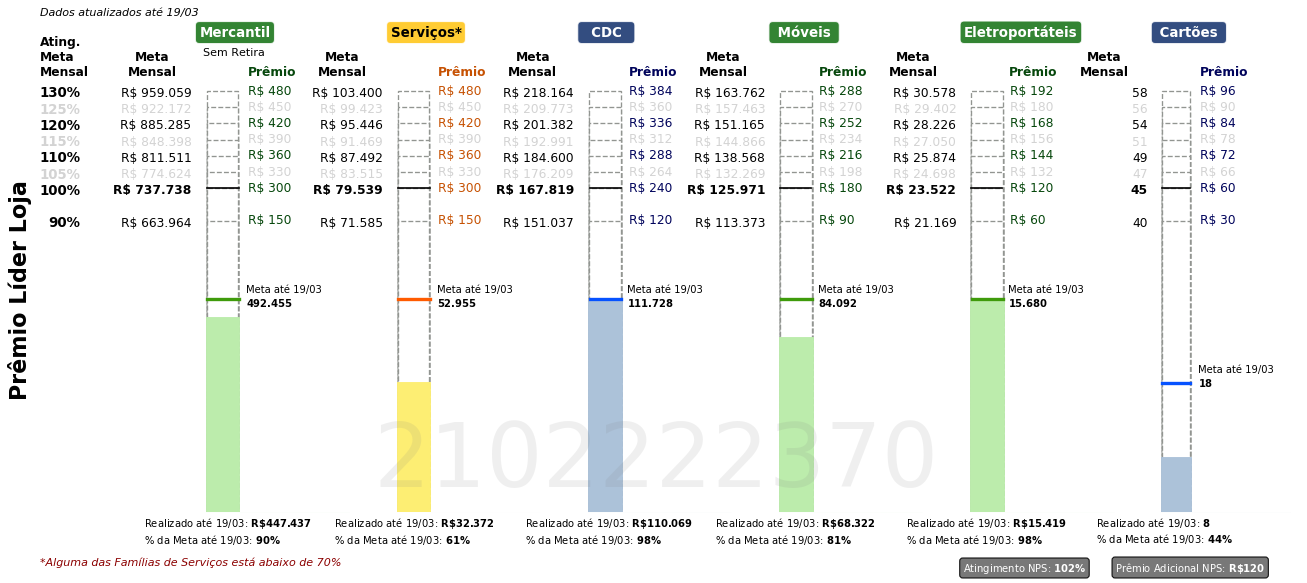 Dados atualizados até 19/03
Mercantil Serviços* CDC Móveis Eletroportáteis Cartões
Sem Retira
Ating. Meta Mensal Meta Mensal Prêmio Meta Mensal Prêmio Meta Mensal Prêmio Meta Mensal Prêmio Meta Mensal Prêmio Meta Mensal Prêmio
130% R$ 959.059 R$ 480 R$ 103.400 R$ 480 R$ 218.164 R$ 384 R$ 163.762 R$ 288 R$ 30.578 R$ 192 58 R$ 96
125% R$ 922.172 R$ 450 R$ 99.423 R$ 450 R$ 209.773 R$ 360 R$ 157.463 R$ 270 R$ 29.402 R$ 180 56 R$ 90
120% R$ 885.285 R$ 420 R$ 95.446 R$ 420 R$ 201.382 R$ 336 R$ 151.165 R$ 252 R$ 28.226 R$ 168 54 R$ 84
115% R$ 848.398 R$ 390 R$ 91.469 R$ 390 R$ 192.991 R$ 312 R$ 144.866 R$ 234 R$ 27.050 R$ 156 51 R$ 78
110% R$ 811.511 R$ 360 R$ 87.492 R$ 360 R$ 184.600 R$ 288 R$ 138.568 R$ 216 R$ 25.874 R$ 144 49 R$ 72
105% R$ 774.624 R$ 330 R$ 83.515 R$ 330 R$ 176.209 R$ 264 R$ 132.269 R$ 198 R$ 24.698 R$ 132 47 R$ 66
100% R$ 737.738 R$ 300 R$ 79.539 R$ 300 R$ 167.819 R$ 240 R$ 125.971 R$ 180 R$ 23.522 R$ 120 45 R$ 60
90% R$ 663.964 R$ 150 R$ 71.585 R$ 150 R$ 151.037 R$ 120 R$ 113.373 R$ 90 R$ 21.169 R$ 60 40 R$ 30
Prêmio Líder Loja
Meta até 19/03 Meta até 19/03 Meta até 19/03 Meta até 19/03 Meta até 19/03
492.455 52.955 111.728 84.092 15.680
Meta até 19/03
18
2102222370
Realizado até 19/03: R$447.437 Realizado até 19/03: R$32.372 Realizado até 19/03: R$110.069 Realizado até 19/03: R$68.322 Realizado até 19/03: R$15.419 Realizado até 19/03: 8
% da Meta até 19/03: 90% % da Meta até 19/03: 61% % da Meta até 19/03: 98% % da Meta até 19/03: 81% % da Meta até 19/03: 98% % da Meta até 19/03: 44%
*Alguma das Famílias de Serviços está abaixo de 70%
Atingimento NPS: 102% Prêmio Adicional NPS: R$120